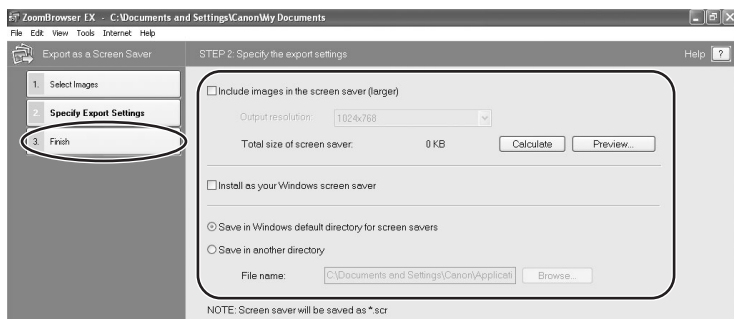 ZoomBrowser EX - C:\Documents and Settings\Canon\My Documents
File Edit View Tools Internet Help
Export as a Screen Saver
STEP 2: Specify the export settings
Help ?
1. Select Images
2. Specify Export Settings
3. Finish
Include images in the screen saver (larger)
Output resolution: 1024x768
Total size of screen saver: 0 KB Calculate Preview...
Install as your Windows screen saver
Save in Windows default directory for screen savers
Save in another directory
File name: C:\Documents and Settings\Canon\Applicati Browse...
NOTE: Screen saver will be saved as *.scr